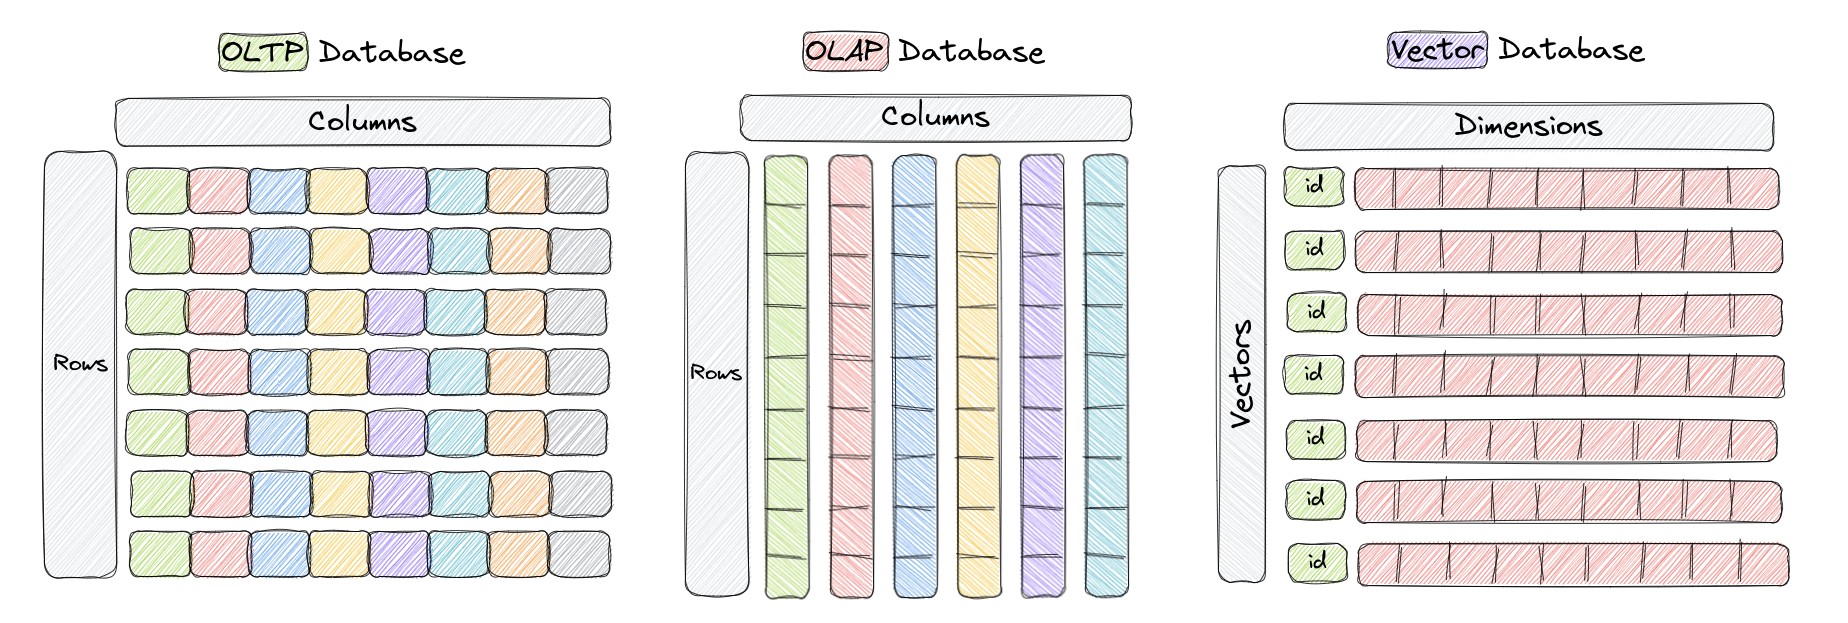 OLTP Database
Columns
Rows
OLAP Database
Columns
Rows
Vector Database
Dimensions
Vectors
id
id
id
id
id
id
id